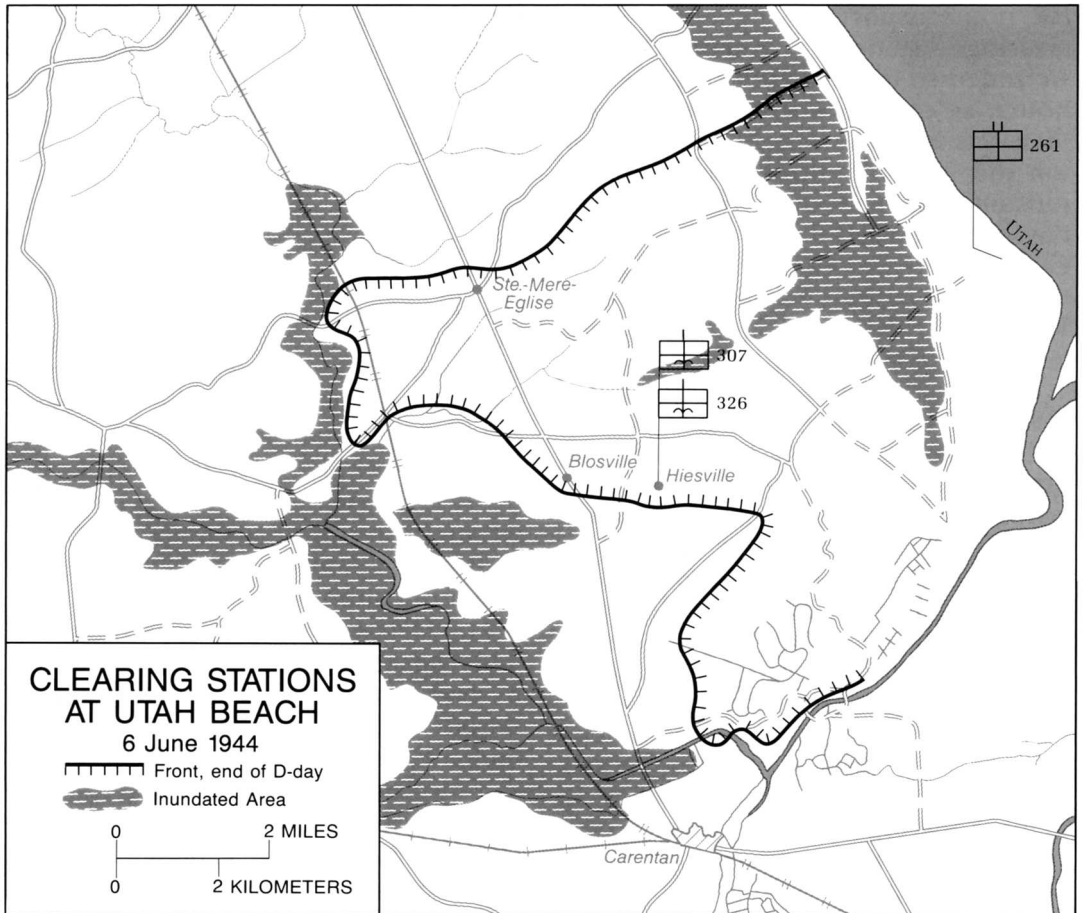 261
UTAH
Ste.-Mere-
Eglise
307
326
Blosville
Hiesville
CLEARING STATIONS
AT UTAH BEACH
6 June 1944
Front, end of D-day
Inundated Area
0 2 MILES
0 2 KILOMETERS
Carentan